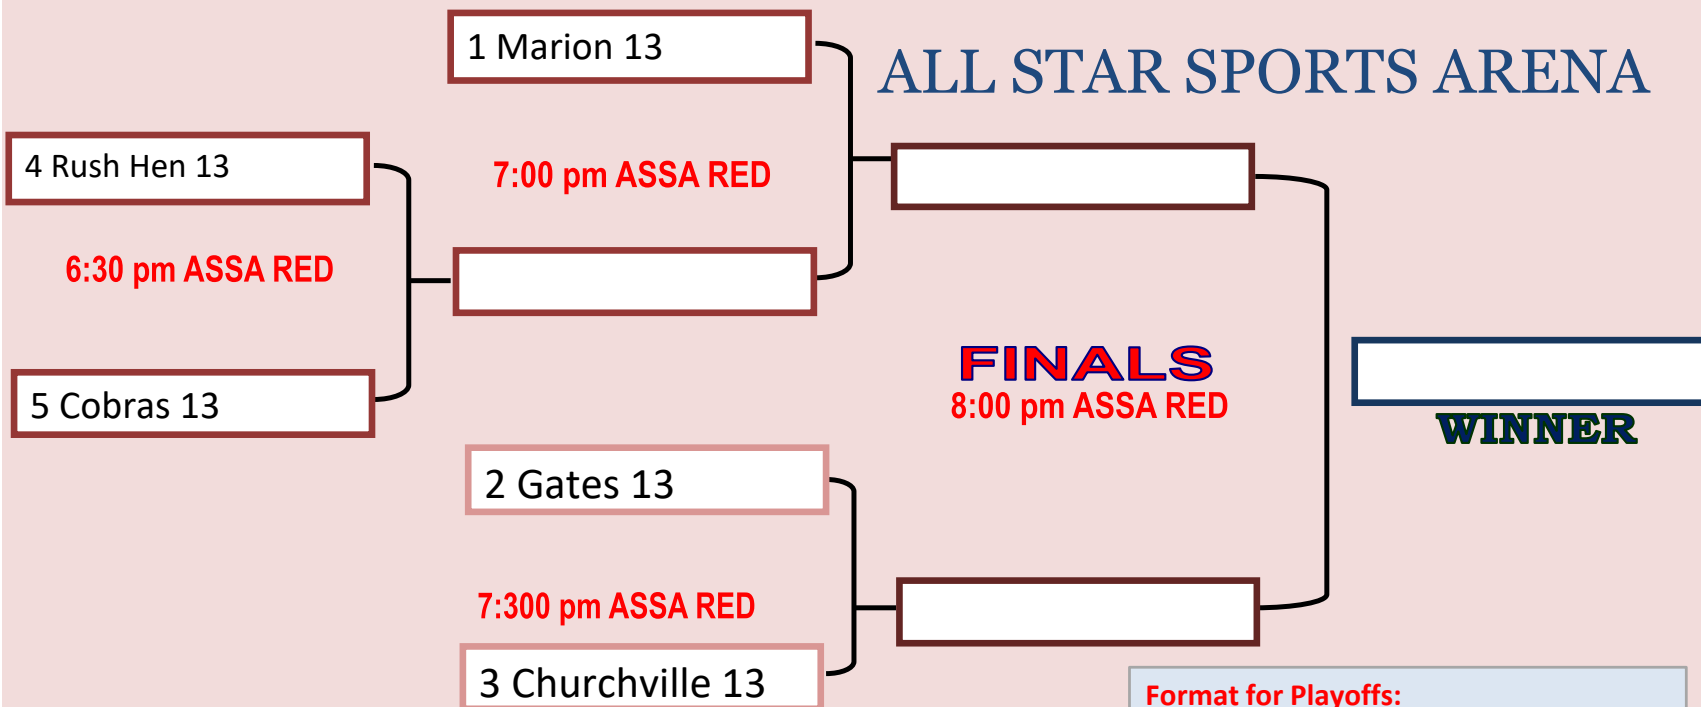 1 Marion 13
ALL STAR SPORTS ARENA
4 Rush Hen 13
7:00 pm ASSA RED
6:30 pm ASSA RED
5 Cobras 13
FINALS
8:00 pm ASSA RED
WINNER
2 Gates 13
7:300 pm ASSA RED
3 Churchville 13
Format for Playoffs: